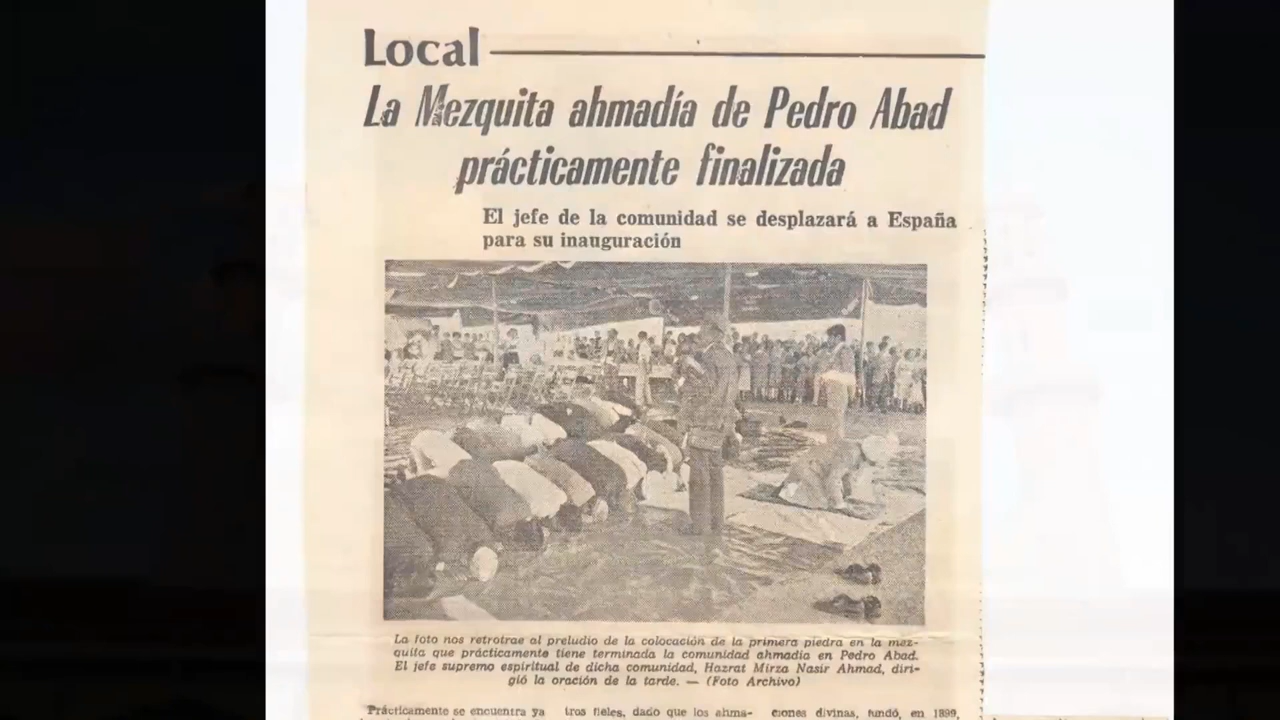 Local
La Mezquita ahmadía de Pedro Abad
prácticamente finalizada
El jefe de la comunidad se desplazará a España
para su inauguración
La foto nos retrotrae al preludio de la colocación de la primera piedra en la mez-
quita que prácticamente tiene terminada la comunidad ahmadia en Pedro Abad.
El jefe supremo espiritual de dicha comunidad, Hazrat Mirza Nasir Ahmad, diri-
gió la oración de la tarde. — (Foto Archivo)
Prácticamente se encuentra ya
tros fieles, dado que los ahma-
ciones divinas, fundó, en 1899,